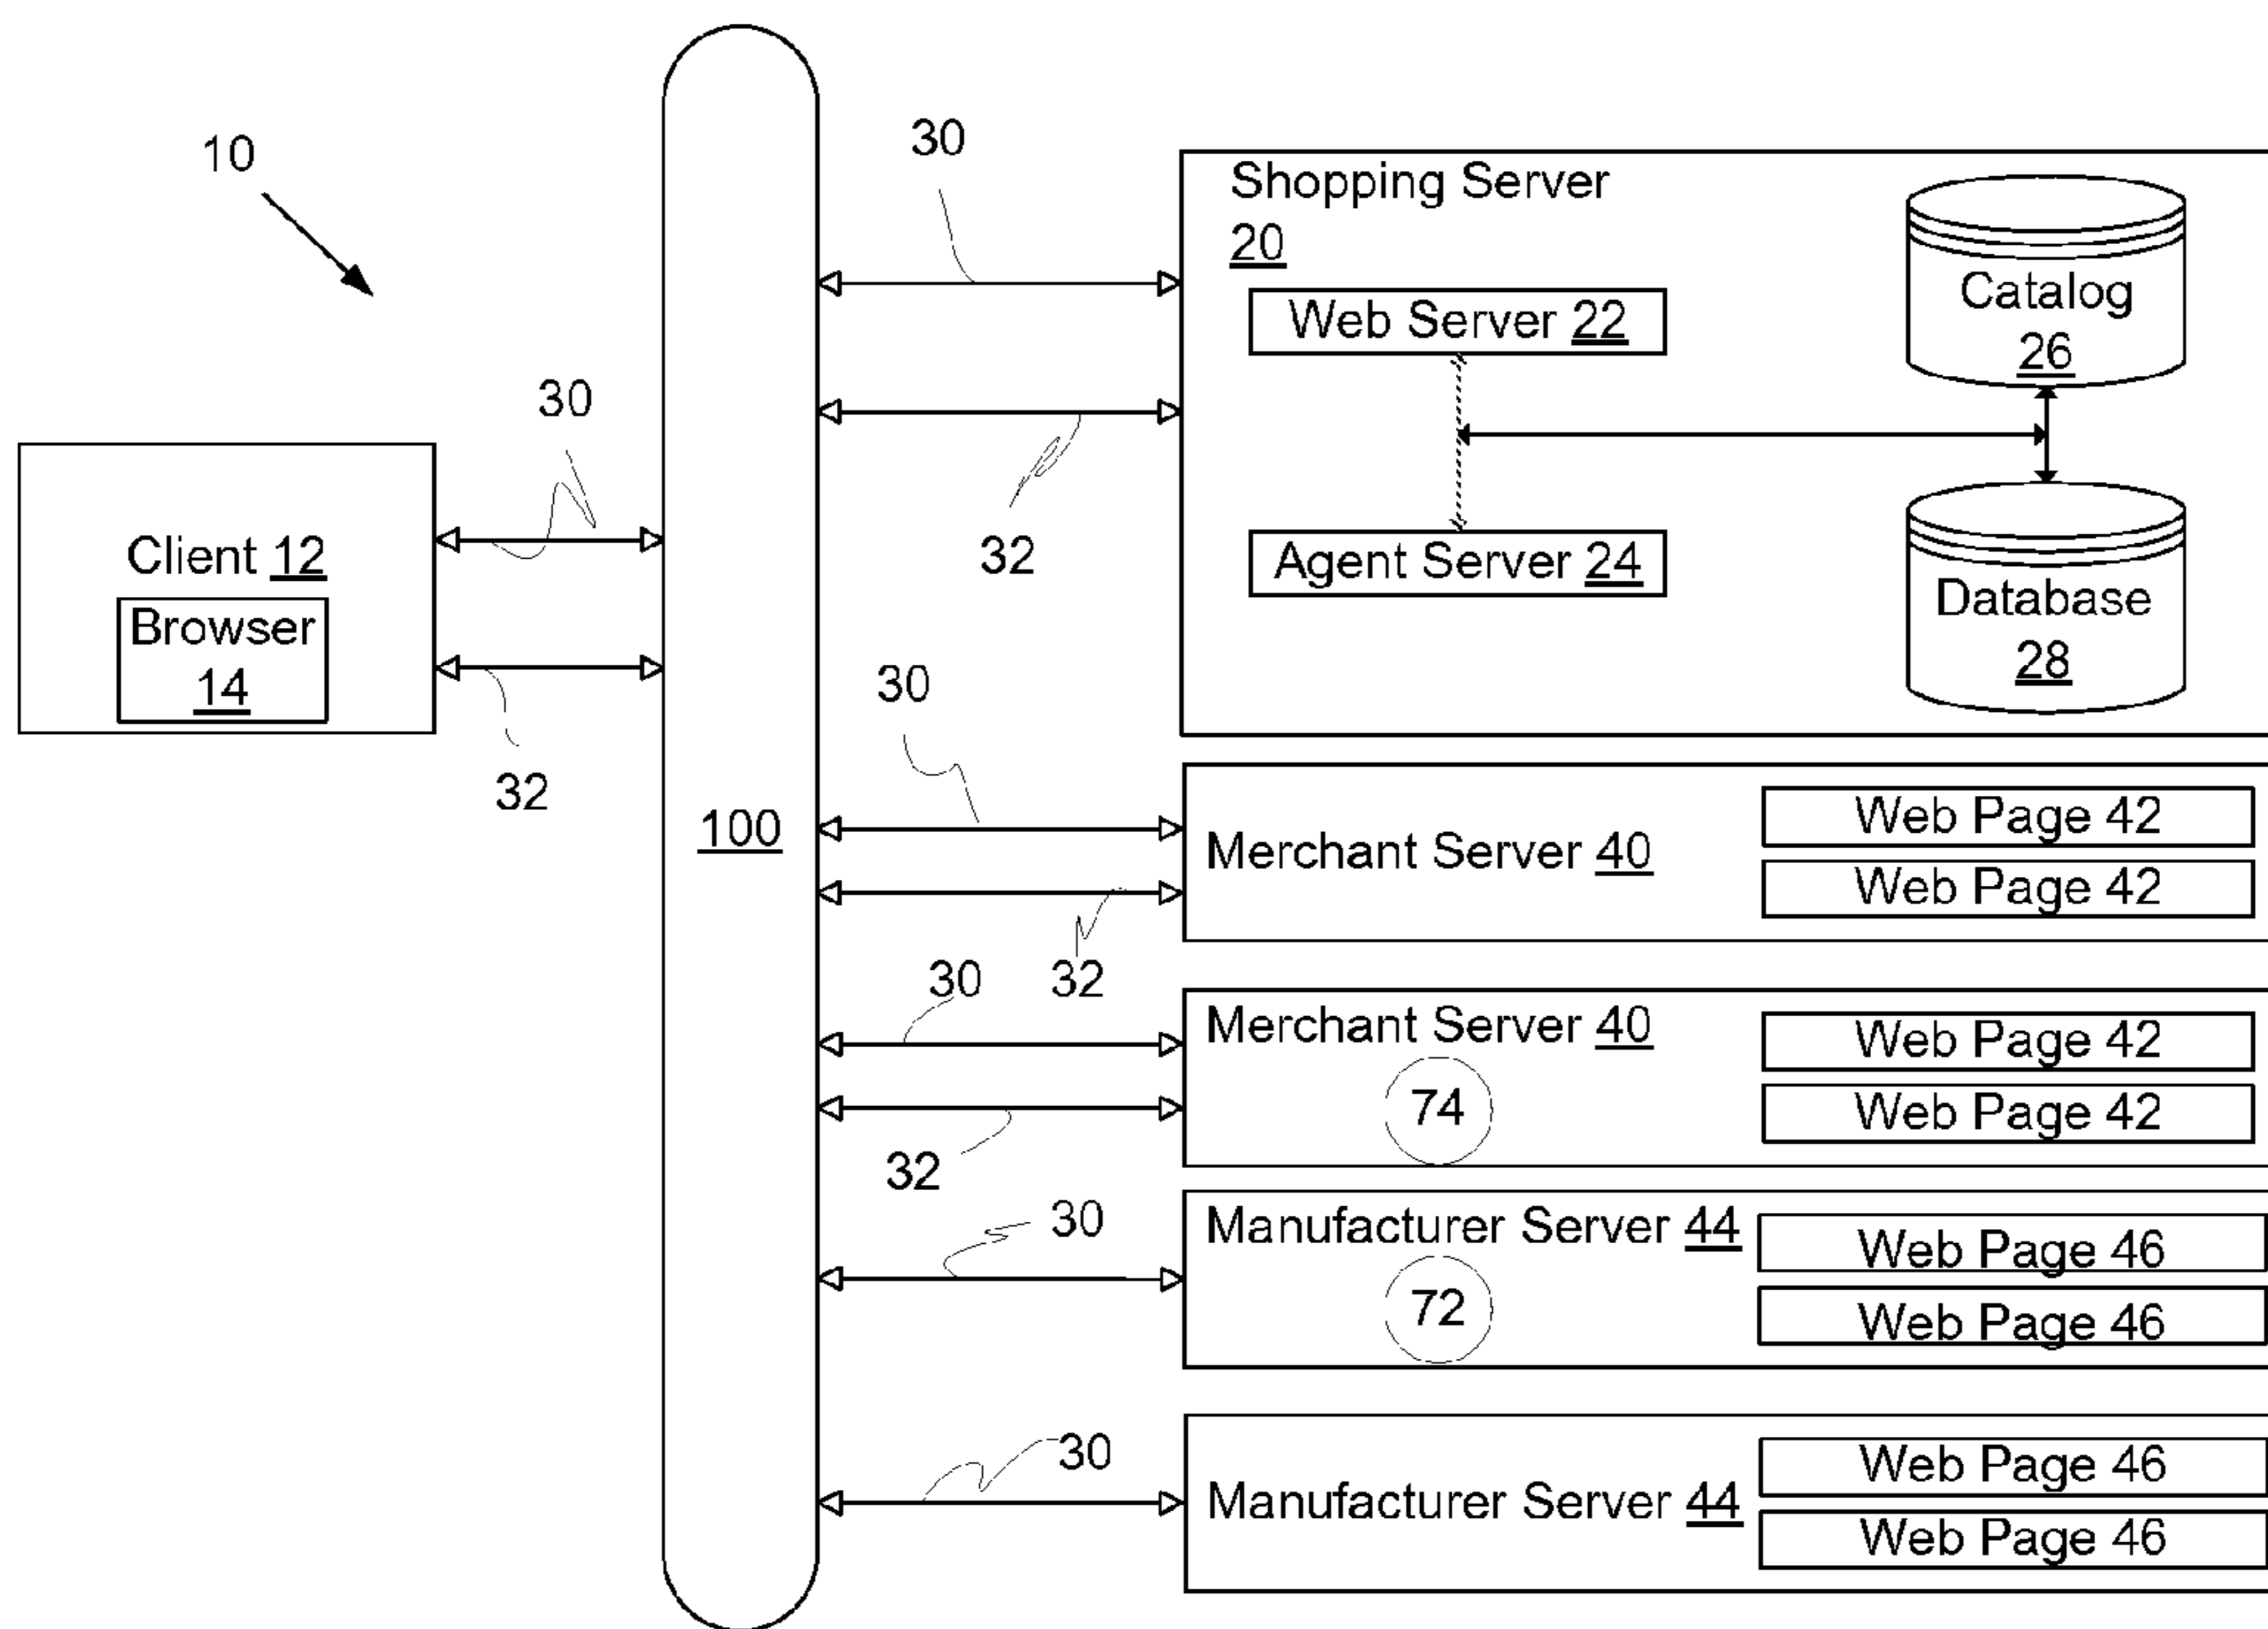 10
30
Shopping Server
20
Web Server 22
Catalog
26
30
32
Client 12
Agent Server 24
Browser
14
Database
28
32
30
100
Merchant Server 40
Web Page 42
Web Page 42
32
30
Merchant Server 40
74
Web Page 42
Web Page 42
32
30
Manufacturer Server 44
72
Web Page 46
Web Page 46
30
Manufacturer Server 44
Web Page 46
Web Page 46